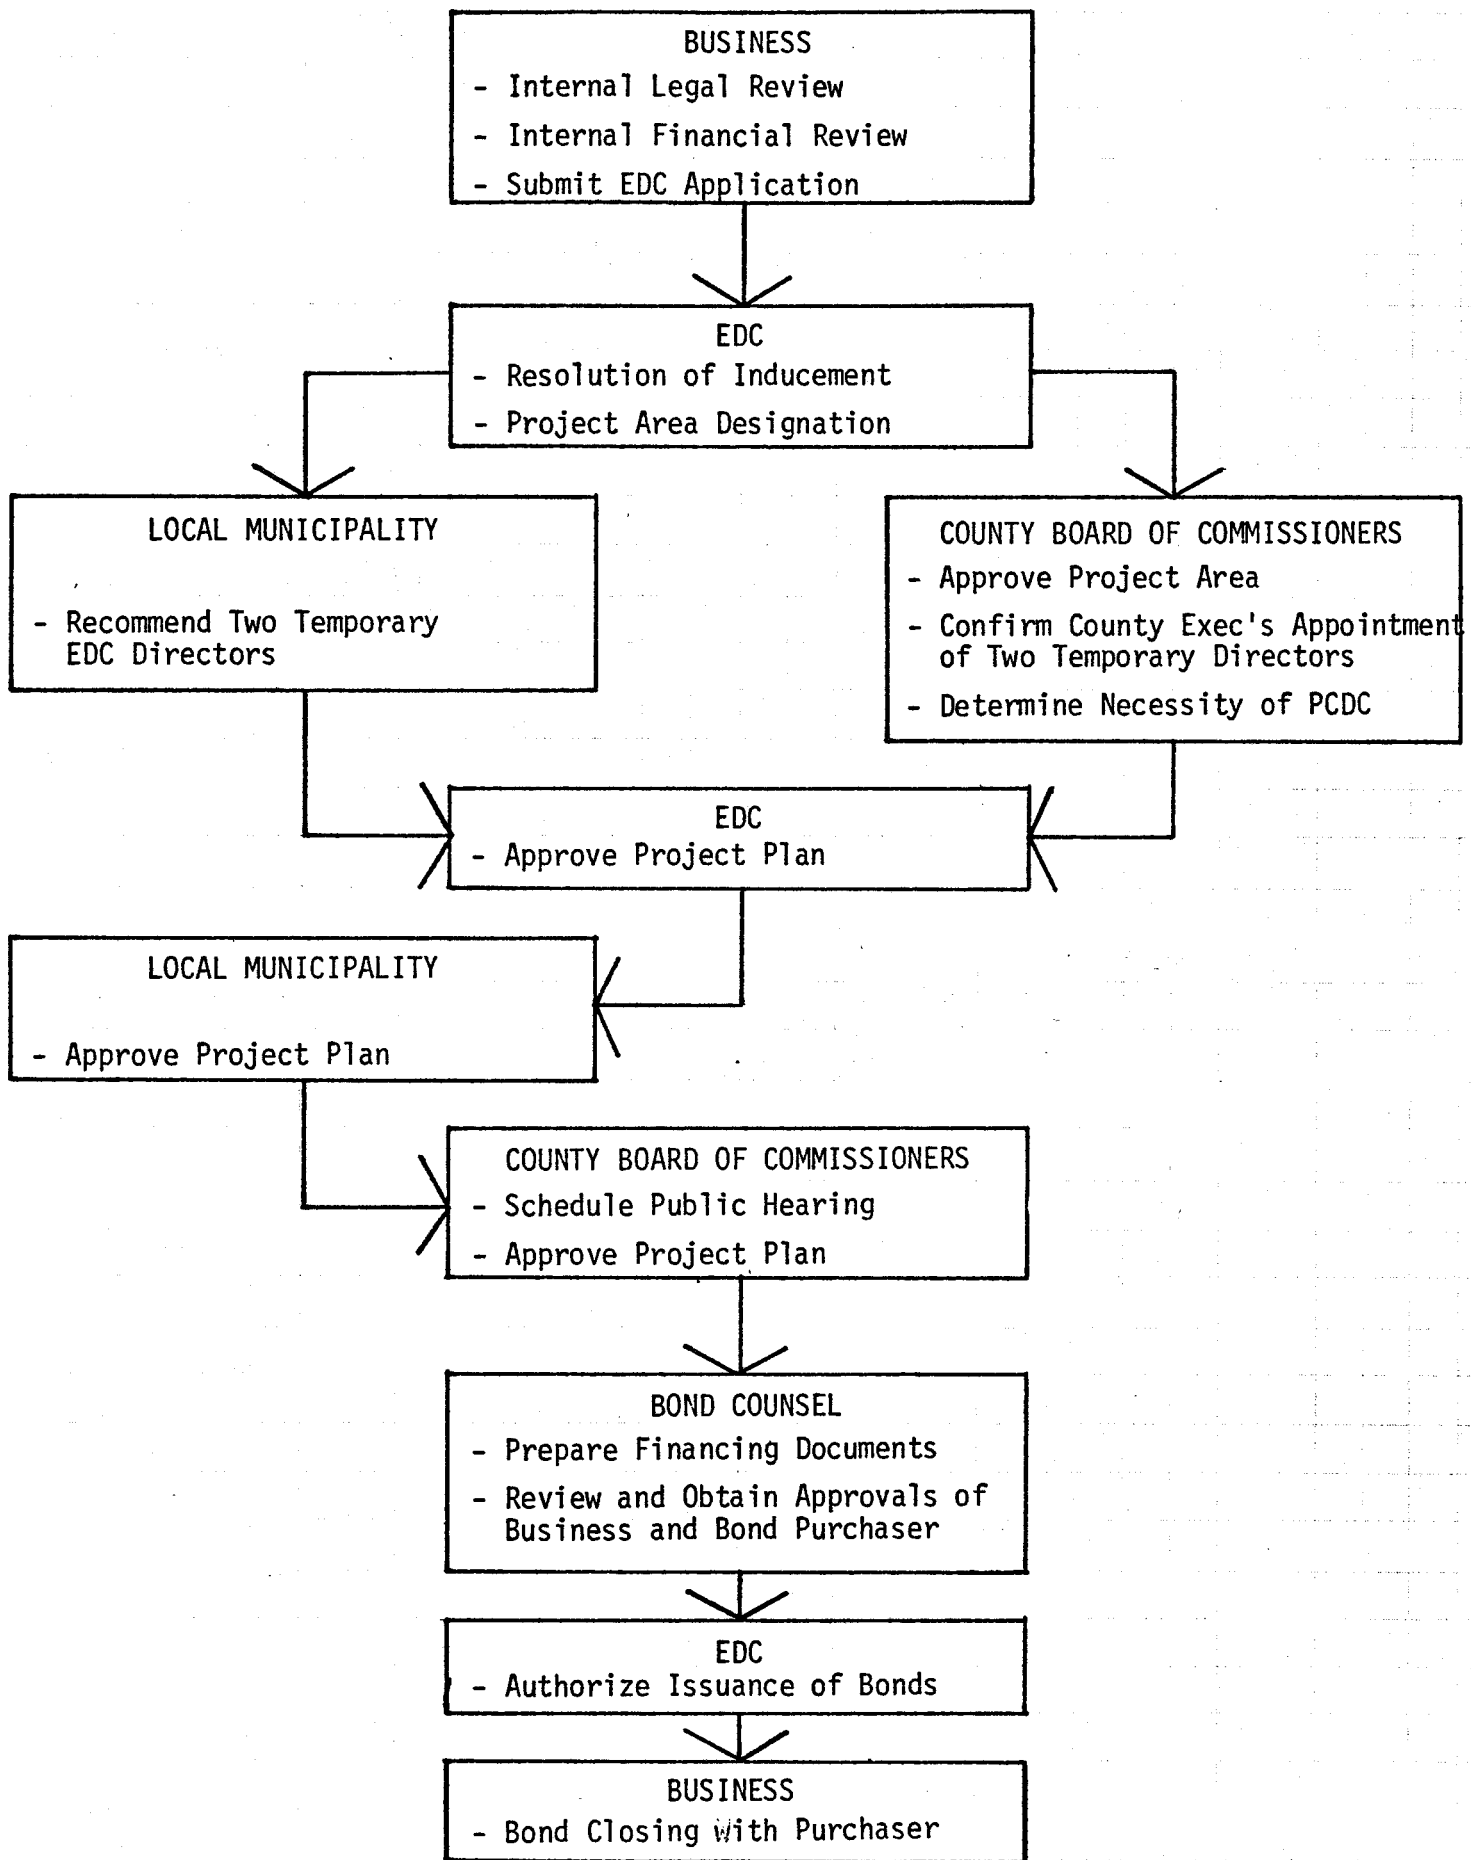 BUSINESS
- Internal Legal Review
- Internal Financial Review
- Submit EDC Application
EDC
- Resolution of Inducement
- Project Area Designation
LOCAL MUNICIPALITY
- Recommend Two Temporary
EDC Directors
COUNTY BOARD OF COMMISSIONERS
- Approve Project Area
- Confirm County Exec's Appointment
of Two Temporary Directors
- Determine Necessity of PCDC
EDC
- Approve Project Plan
LOCAL MUNICIPALITY
- Approve Project Plan
COUNTY BOARD OF COMMISSIONERS
- Schedule Public Hearing
- Approve Project Plan
BOND COUNSEL
- Prepare Financing Documents
- Review and Obtain Approvals of
Business and Bond Purchaser
EDC
- Authorize Issuance of Bonds
BUSINESS
- Bond Closing With Purchaser